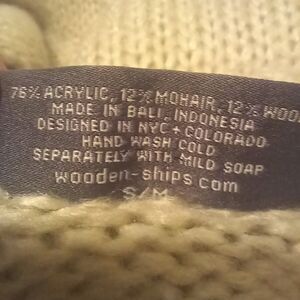 76% ACRYLIC, 12% MOHAIR, 12% WOO
MADE IN BALI, INDONESIA
DESIGNED IN NYC + COLORADO
HAND WASH COLD
SEPARATELY WITH MILD SOAP
wooden-ships.com
S/M